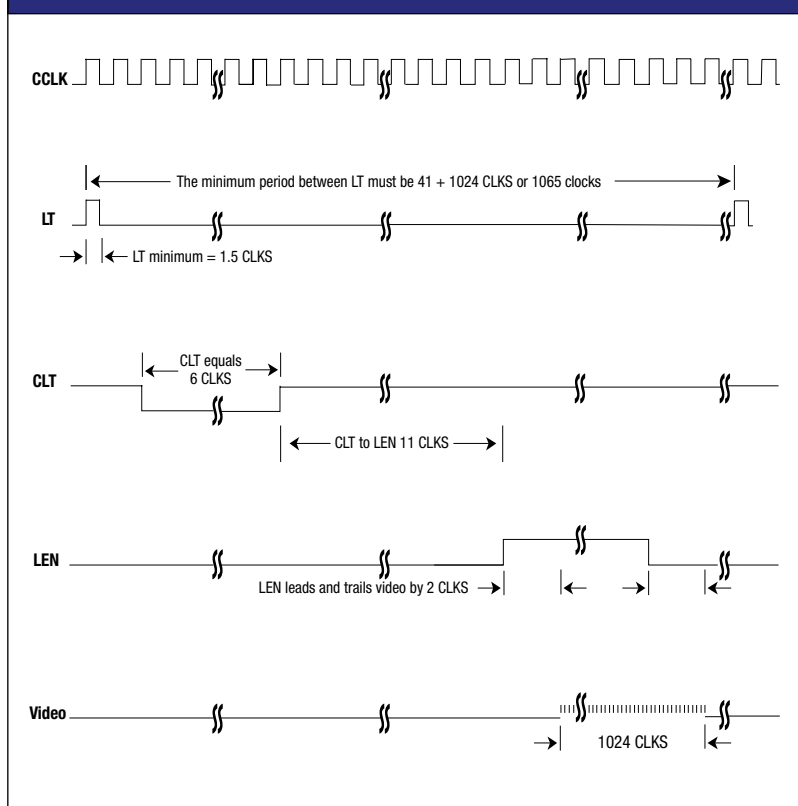 CCLK
The minimum period between LT must be 41 + 1024 CLKS or 1065 clocks
LT
LT minimum = 1.5 CLKS
CLT equals
6 CLKS
CLT
CLT to LEN 11 CLKS
LEN
LEN leads and trails video by 2 CLKS
Video
1024 CLKS